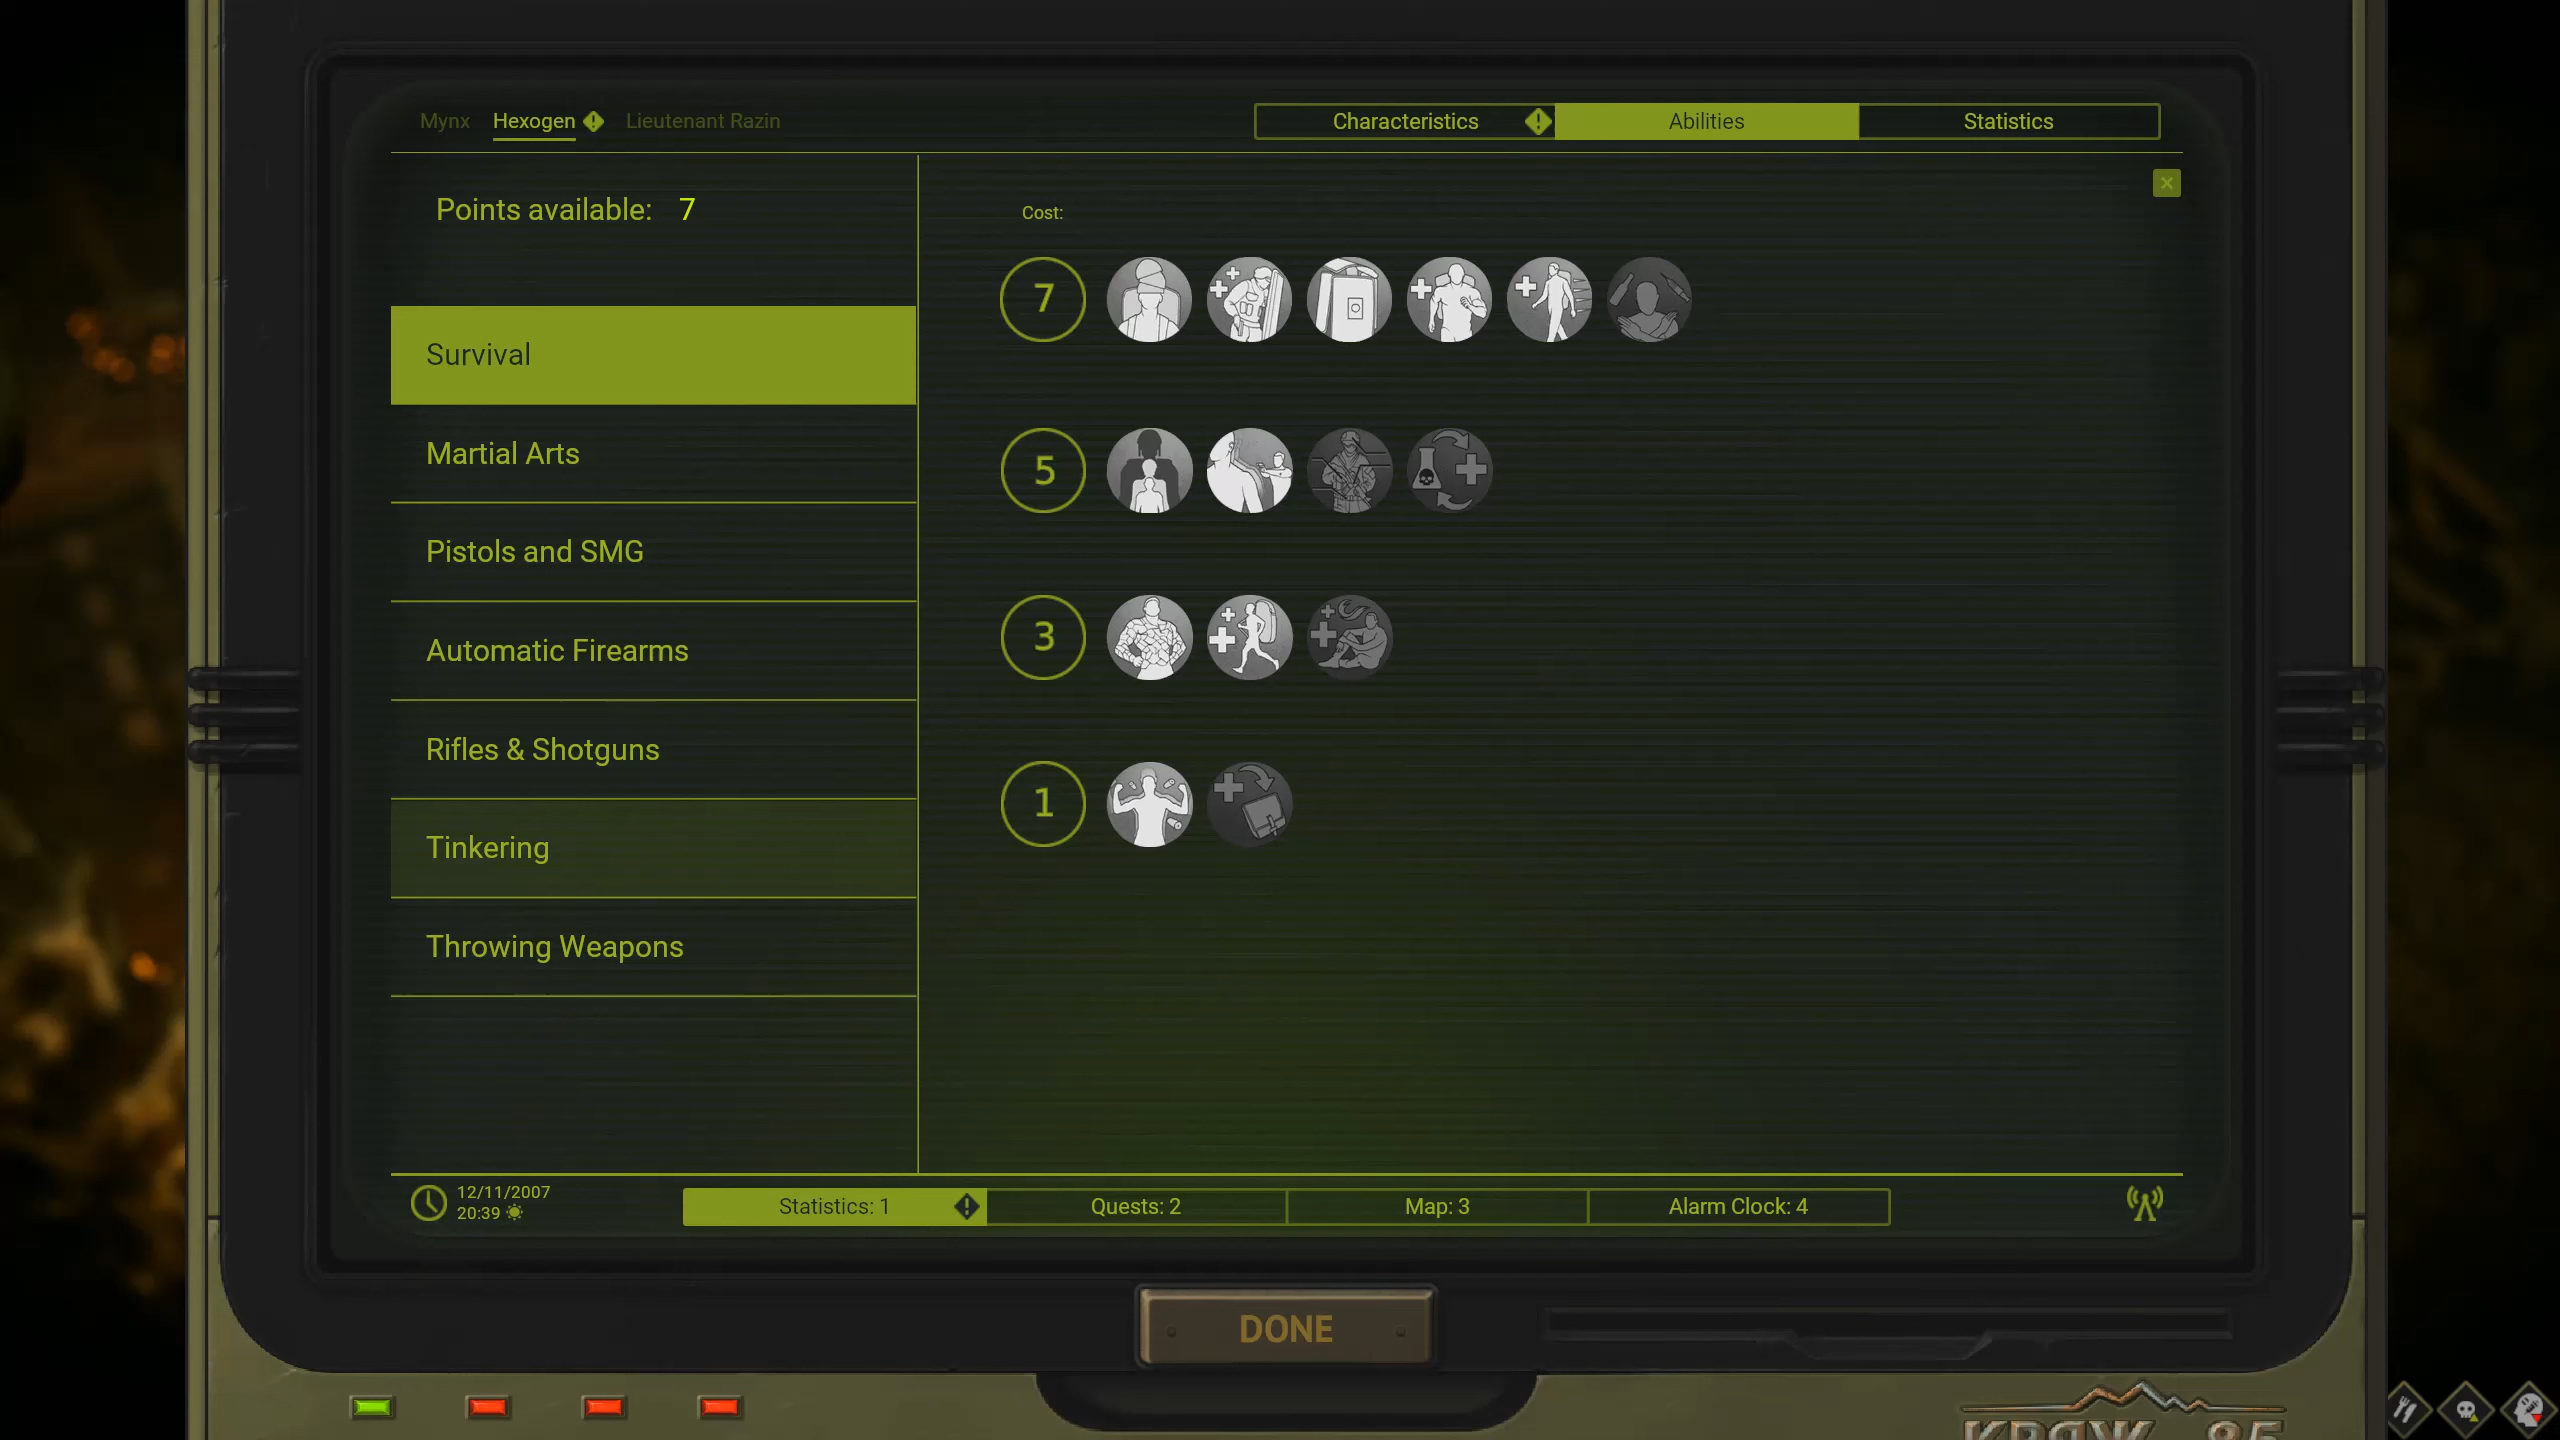 Mynx Hexogen Lieutenant Razin
Characteristics Abilities Statistics
Points available: 7
Survival
Martial Arts
Pistols and SMG
Automatic Firearms
Rifles & Shotguns
Tinkering
Throwing Weapons
Cost:
7
5
3
1
12/11/2007
20:39
Statistics: 1
Quests: 2
Map: 3
Alarm Clock: 4
DONE